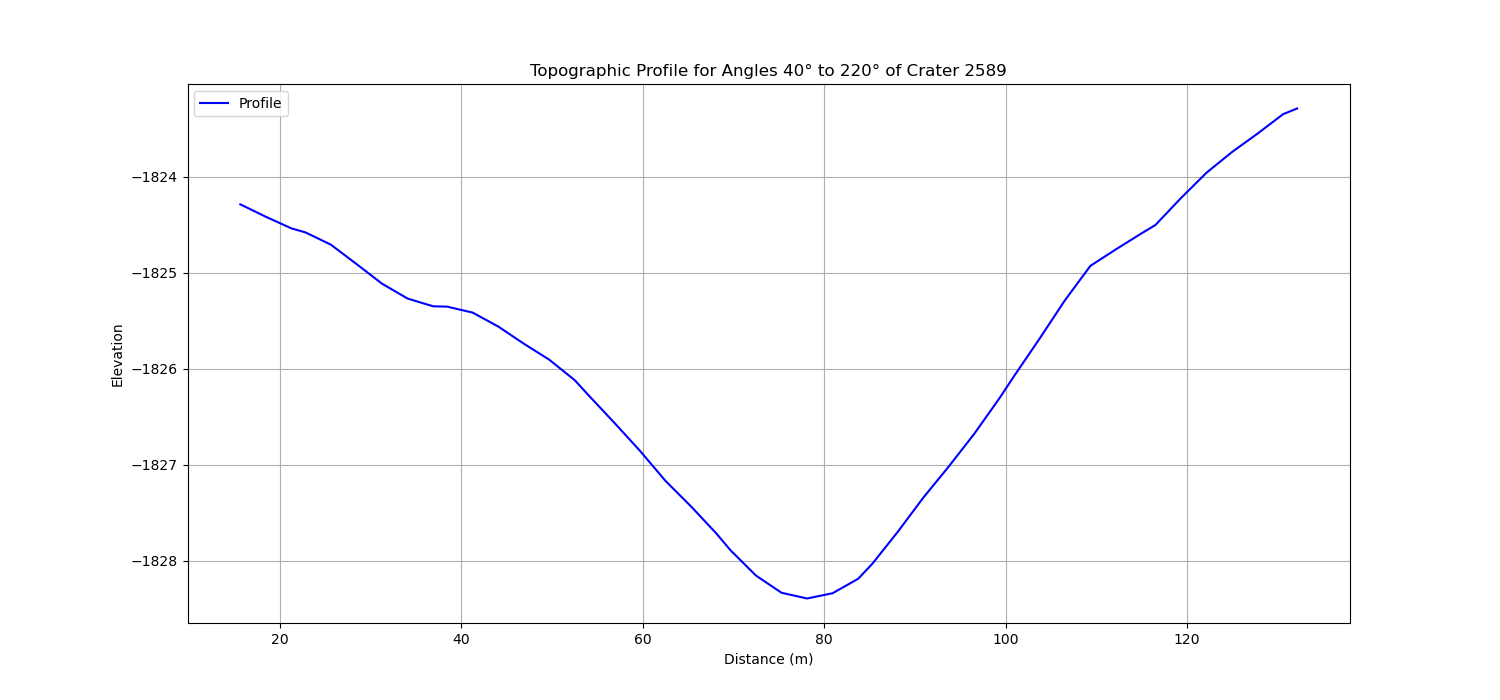 Topographic Profile for Angles 40° to 220° of Crater 2589
Profile
−1824
−1825
−1826
−1827
−1828
Elevation
20 40 60 80 100 120
Distance (m)